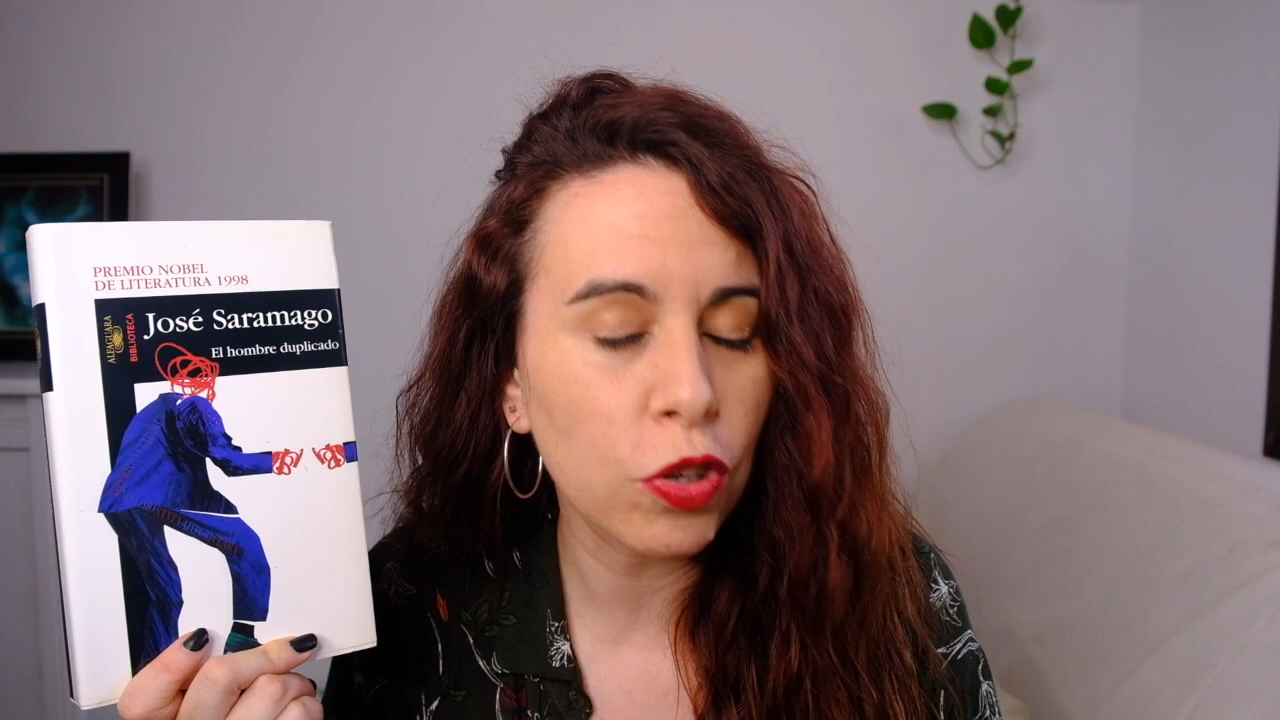 PREMIO NOBEL
DE LITERATURA 1998
ALFAGUARA
BIBLIOTECA
José Saramago
El hombre duplicado